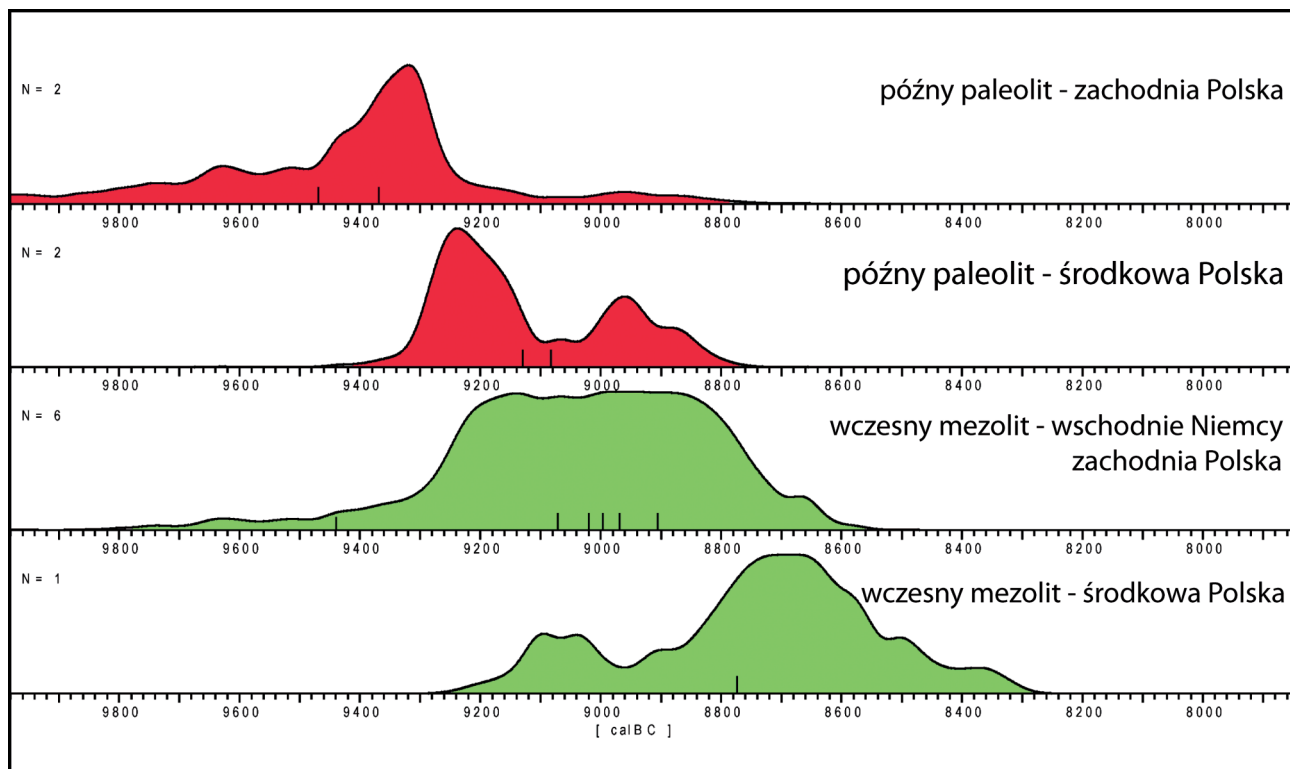 N = 2
późny paleolit - zachodnia Polska
9800 9600 9400 9200 9000 8800 8600 8400 8200 8000
N = 2
późny paleolit - środkowa Polska
9800 9600 9400 9200 9000 8800 8600 8400 8200 8000
N = 6
wczesny mezolit - wschodnie Niemcy
zachodnia Polska
9800 9600 9400 9200 9000 8800 8600 8400 8200 8000
N = 1
wczesny mezolit - środkowa Polska
9800 9600 9400 9200 9000 8800 8600 8400 8200 8000
[ calBC ]